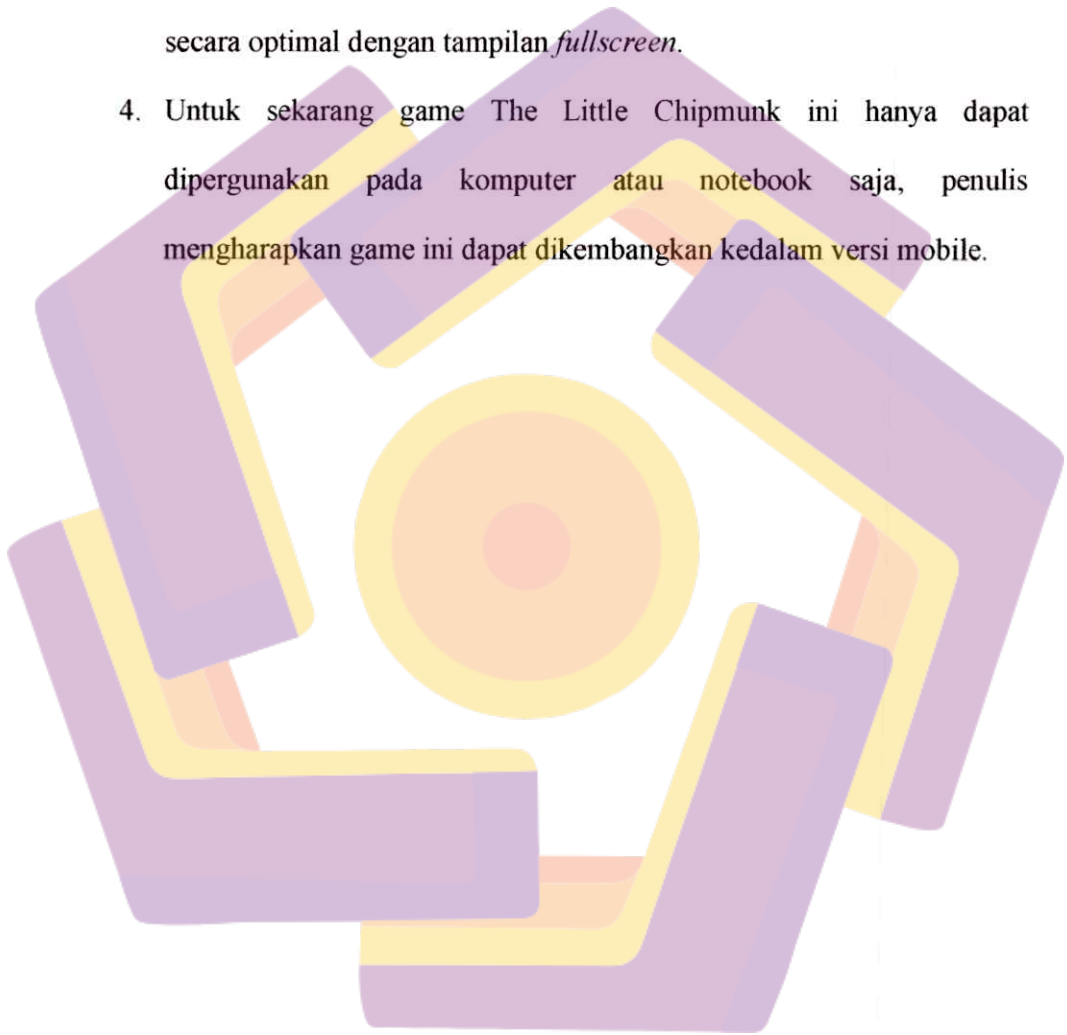 secara optimal dengan tampilan fullscreen.
4. Untuk sekarang game The Little Chipmunk ini hanya dapat
dipergunakan pada komputer atau notebook saja, penulis
mengharapkan game ini dapat dikembangkan kedalam versi mobile.